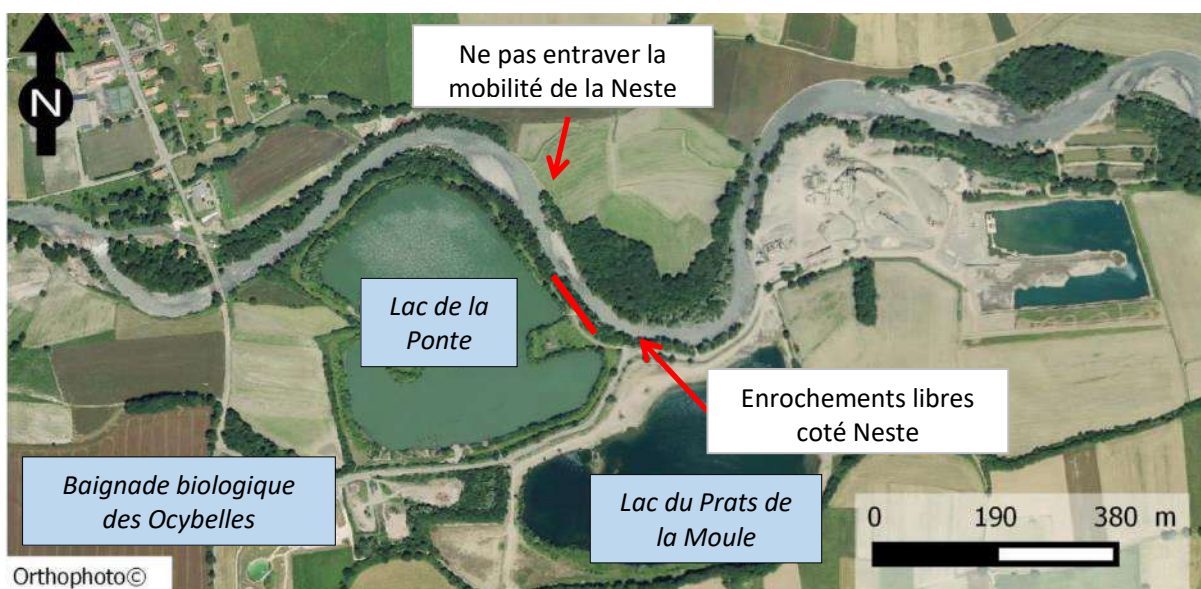 N
Ne pas entraver la
mobilité de la Neste
Lac de la
Ponte
Enrochements libres
coté Neste
Baignade biologique
des Ocybelles
Lac du Prats de
la Moule
0 190 380 m
Orthophoto©